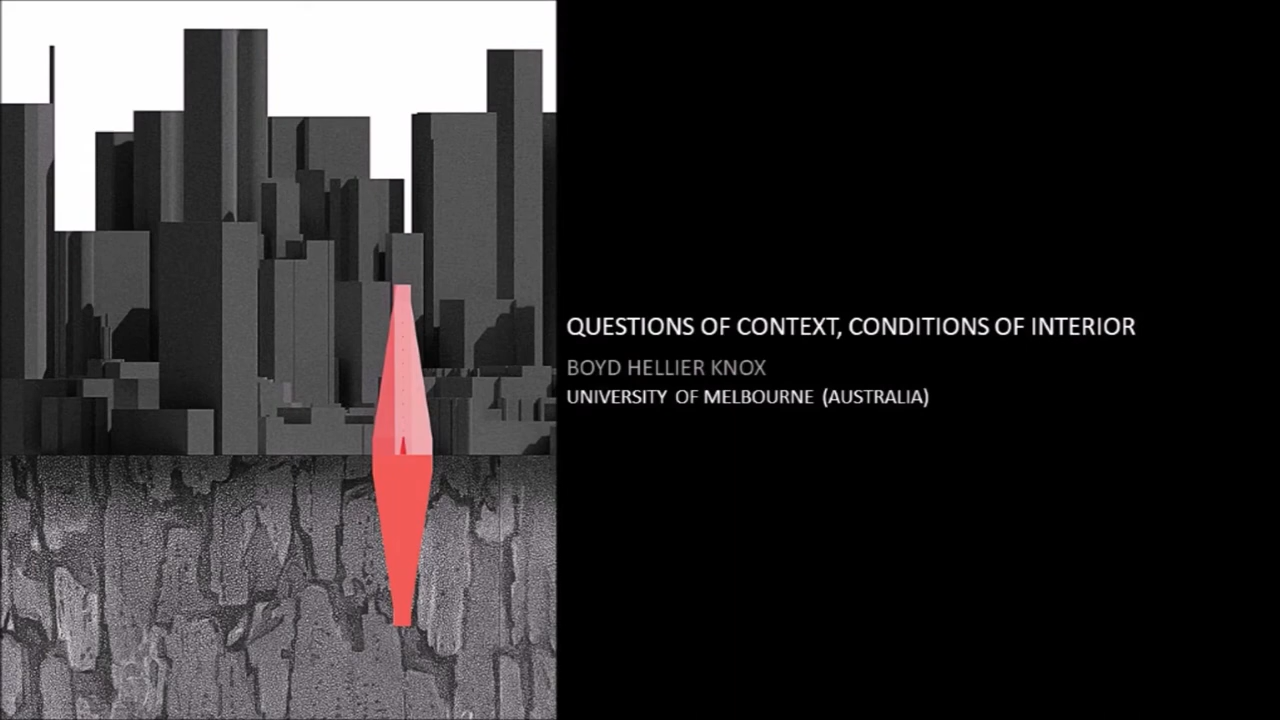 QUESTIONS OF CONTEXT, CONDITIONS OF INTERIOR
BOYD HELLIER KNOX
UNIVERSITY OF MELBOURNE (AUSTRALIA)